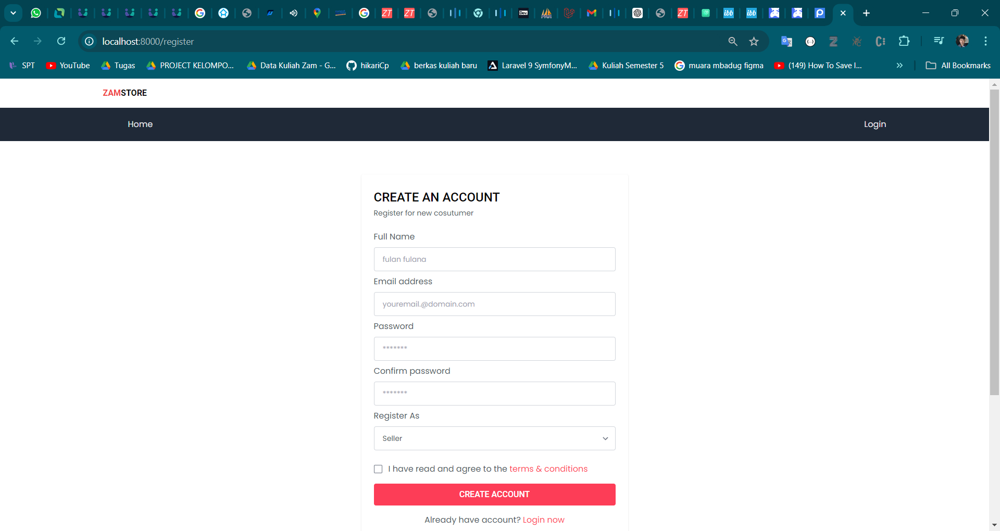 localhost:8000/register
SPT YouTube Tugas PROJECT KELOMPO... Data Kuliah Zam - G... hikariCp berkas kuliah baru Laravel 9 SymfonyM... Kuliah Semester 5 muara mbadug figma (149) How To Save I... All Bookmarks
ZAMSTORE
Home Login
CREATE AN ACCOUNT
Register for new cosutumer
Full Name
fulan fulana
Email address
youremail.@domain.com
Password
*******
Confirm password
*******
Register As
Seller
I have read and agree to the terms & conditions
CREATE ACCOUNT
Already have account? Login now